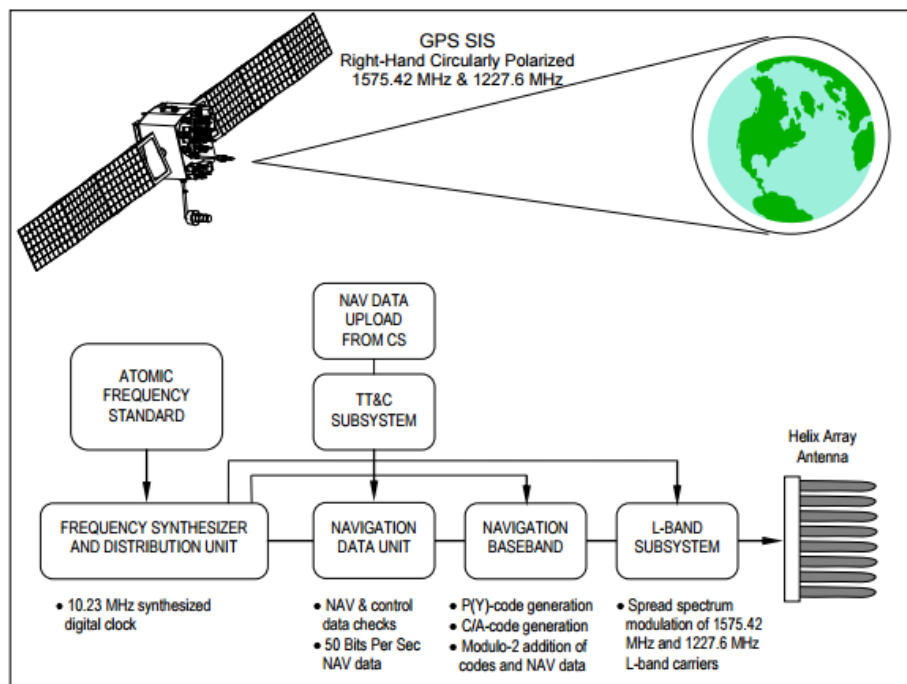 GPS SIS
Right-Hand Circularly Polarized
1575.42 MHz & 1227.6 MHz
NAV DATA
UPLOAD
FROM CS
ATOMIC
FREQUENCY
STANDARD
TT&C
SUBSYSTEM
Helix Array
Antenna
FREQUENCY SYNTHESIZER
AND DISTRIBUTION UNIT
NAVIGATION
DATA UNIT
NAVIGATION
BASEBAND
L-BAND
SUBSYSTEM
• 10.23 MHz synthesized
digital clock
• NAV & control
data checks
• 50 Bits Per Sec
NAV data
• P(Y)-code generation
• C/A-code generation
• Modulo-2 addition of
codes and NAV data
• Spread spectrum
modulation of 1575.42
MHz and 1227.6 MHz
L-band carriers